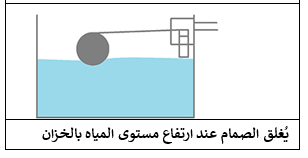 يُغلق الصمام عند ارتفاع مستوى المياه بالخزان